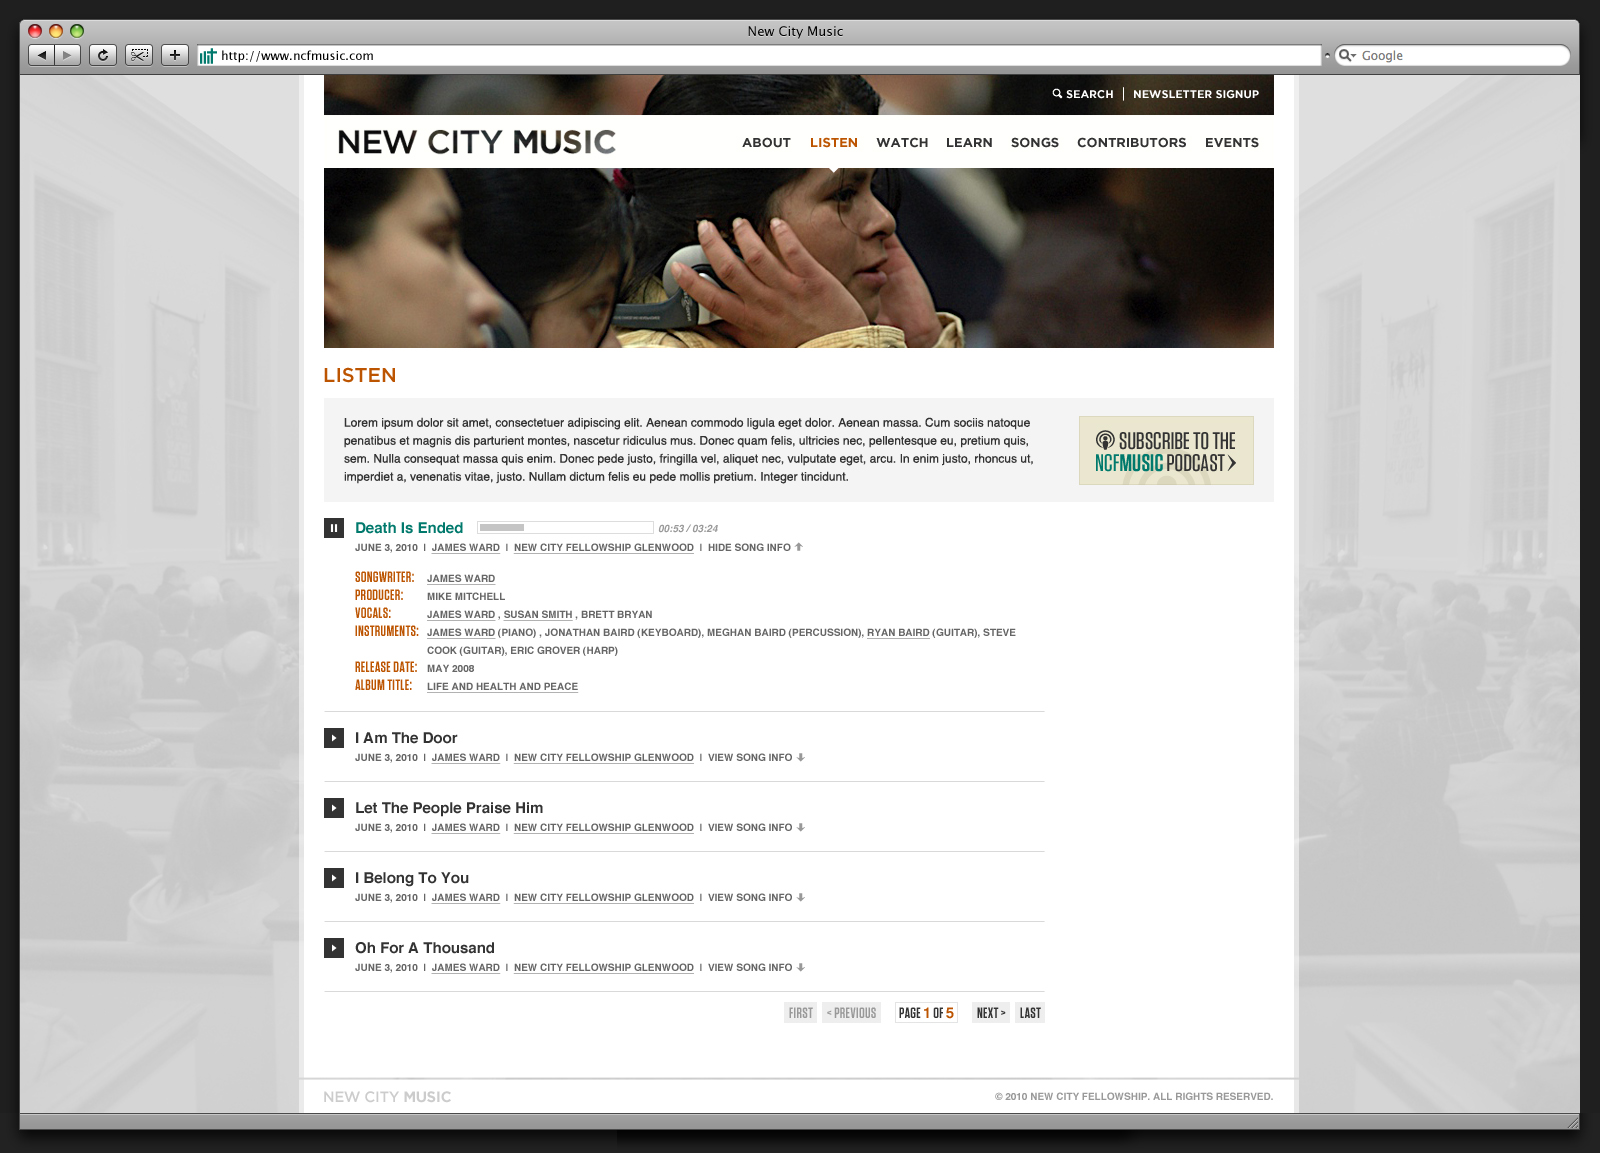 New City Music
http://www.ncfmusic.com
Google
SEARCH | NEWSLETTER SIGNUP
NEW CITY MUSIC
ABOUT LISTEN WATCH LEARN SONGS CONTRIBUTORS EVENTS
LISTEN
Lorem ipsum dolor sit amet, consectetuer adipiscing elit. Aenean commodo ligula eget dolor. Aenean massa. Cum sociis natoque
penatibus et magnis dis parturient montes, nascetur ridiculus mus. Donec quam felis, ultricies nec, pellentesque eu, pretium quis,
sem. Nulla consequat massa quis enim. Donec pede justo, fringilla vel, aliquet nec, vulputate eget, arcu. In enim justo, rhoncus ut,
imperdiet a, venenatis vitae, justo. Nullam dictum felis eu pede mollis pretium. Integer tincidunt.
SUBSCRIBE TO THE
NCFMUSIC PODCAST
Death Is Ended 00:53 / 03:24
JUNE 3, 2010 | JAMES WARD | NEW CITY FELLOWSHIP GLENWOOD | HIDE SONG INFO
SONGWRITER: JAMES WARD
PRODUCER: MIKE MITCHELL
VOCALS: JAMES WARD , SUSAN SMITH , BRETT BRYAN
INSTRUMENTS: JAMES WARD (PIANO) , JONATHAN BAIRD (KEYBOARD), MEGHAN BAIRD (PERCUSSION), RYAN BAIRD (GUITAR), STEVE
COOK (GUITAR), ERIC GROVER (HARP)
RELEASE DATE: MAY 2008
ALBUM TITLE: LIFE AND HEALTH AND PEACE
I Am The Door
JUNE 3, 2010 | JAMES WARD | NEW CITY FELLOWSHIP GLENWOOD | VIEW SONG INFO
Let The People Praise Him
JUNE 3, 2010 | JAMES WARD | NEW CITY FELLOWSHIP GLENWOOD | VIEW SONG INFO
I Belong To You
JUNE 3, 2010 | JAMES WARD | NEW CITY FELLOWSHIP GLENWOOD | VIEW SONG INFO
Oh For A Thousand
JUNE 3, 2010 | JAMES WARD | NEW CITY FELLOWSHIP GLENWOOD | VIEW SONG INFO
FIRST < PREVIOUS PAGE 1 OF 5 NEXT > LAST
NEW CITY MUSIC
© 2010 NEW CITY FELLOWSHIP. ALL RIGHTS RESERVED.